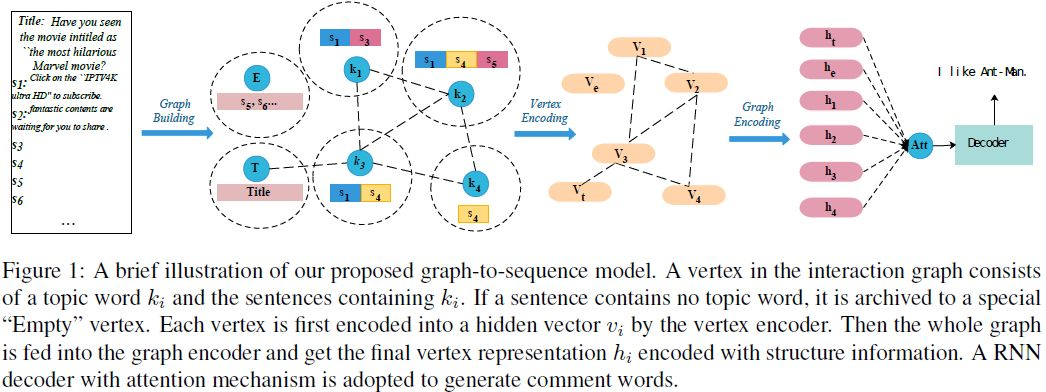 Title: Have you seen
the movie intitled as
``the most hilarious
Marvel movie?
s1: Click on the ``IPTV4K
ultra HD" to subscribe.
s2: fantastic contents are
waiting for you to share .
s3
s4
s5
s6
...
Graph
Building
E
s5, s6...
T
Title
s1 s3
k1
s1 s4 s5
k2
k3
s1 s4
k4
s4
Vertex
Encoding
V1
Ve
V2
V3
Vt
V4
Graph
Encoding
ht
he
h1
h2
h3
h4
Att
I like Ant-Man.
Decoder
Figure 1: A brief illustration of our proposed graph-to-sequence model. A vertex in the interaction graph consists
of a topic word ki and the sentences containing ki. If a sentence contains no topic word, it is archived to a special
“Empty” vertex. Each vertex is first encoded into a hidden vector vi by the vertex encoder. Then the whole graph
is fed into the graph encoder and get the final vertex representation hi encoded with structure information. A RNN
decoder with attention mechanism is adopted to generate comment words.